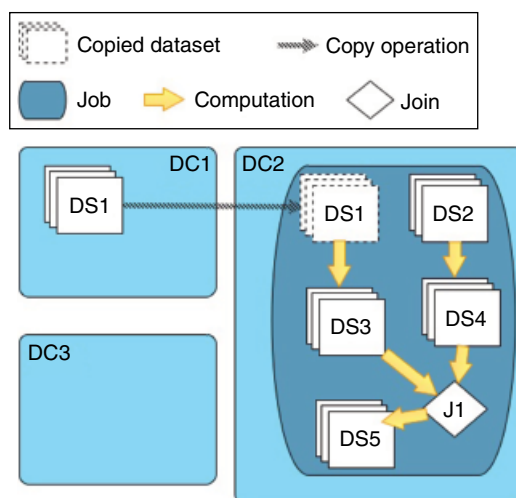 Copied dataset
Copy operation
Job
Computation
Join
DC1
DC2
DS1
DS1
DS2
DS3
DS4
DC3
J1
DS5